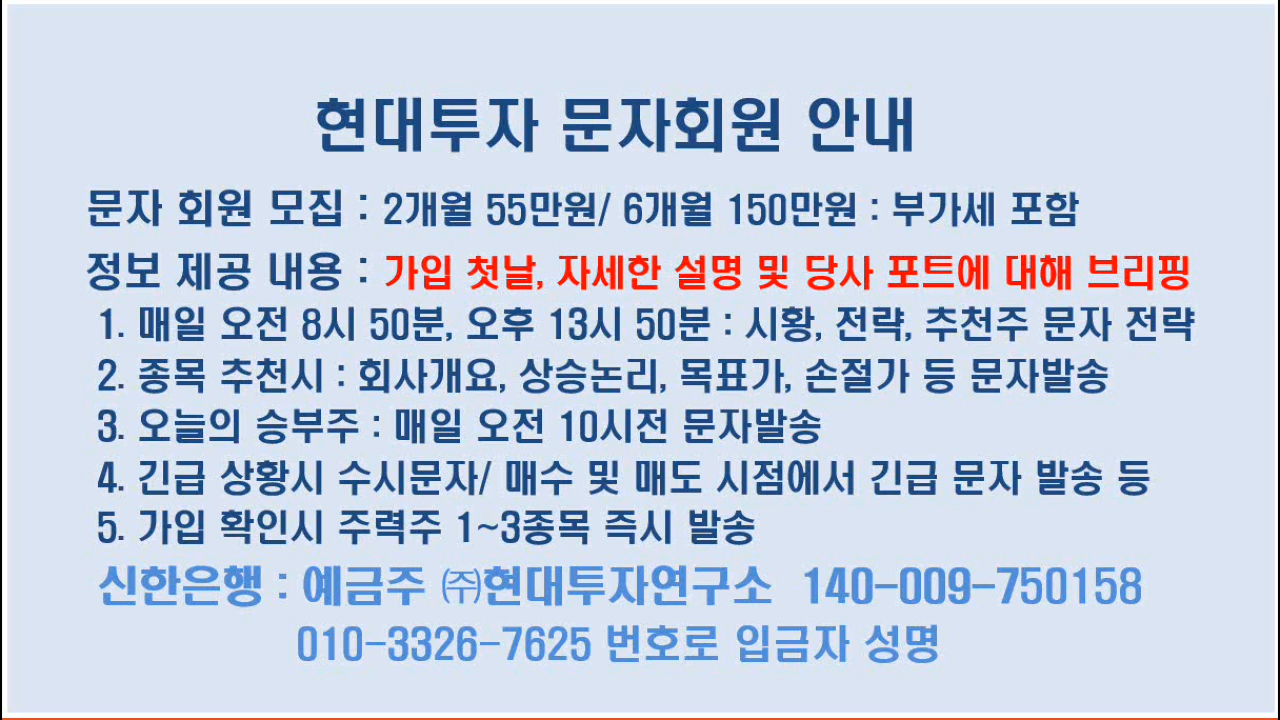 현대투자 문자회원 안내
문자 회원 모집 : 2개월 55만원/ 6개월 150만원 : 부가세 포함
정보 제공 내용 : 가입 첫날, 자세한 설명 및 당사 포트에 대해 브리핑
1. 매일 오전 8시 50분, 오후 13시 50분 : 시황, 전략, 추천주 문자 전략
2. 종목 추천시 : 회사개요, 상승논리, 목표가, 손절가 등 문자발송
3. 오늘의 승부주 : 매일 오전 10시전 문자발송
4. 긴급 상황시 수시문자/ 매수 및 매도 시점에서 긴급 문자 발송 등
5. 가입 확인시 주력주 1~3종목 즉시 발송
신한은행 : 예금주 ㈜현대투자연구소 140-009-750158
010-3326-7625 번호로 입금자 성명